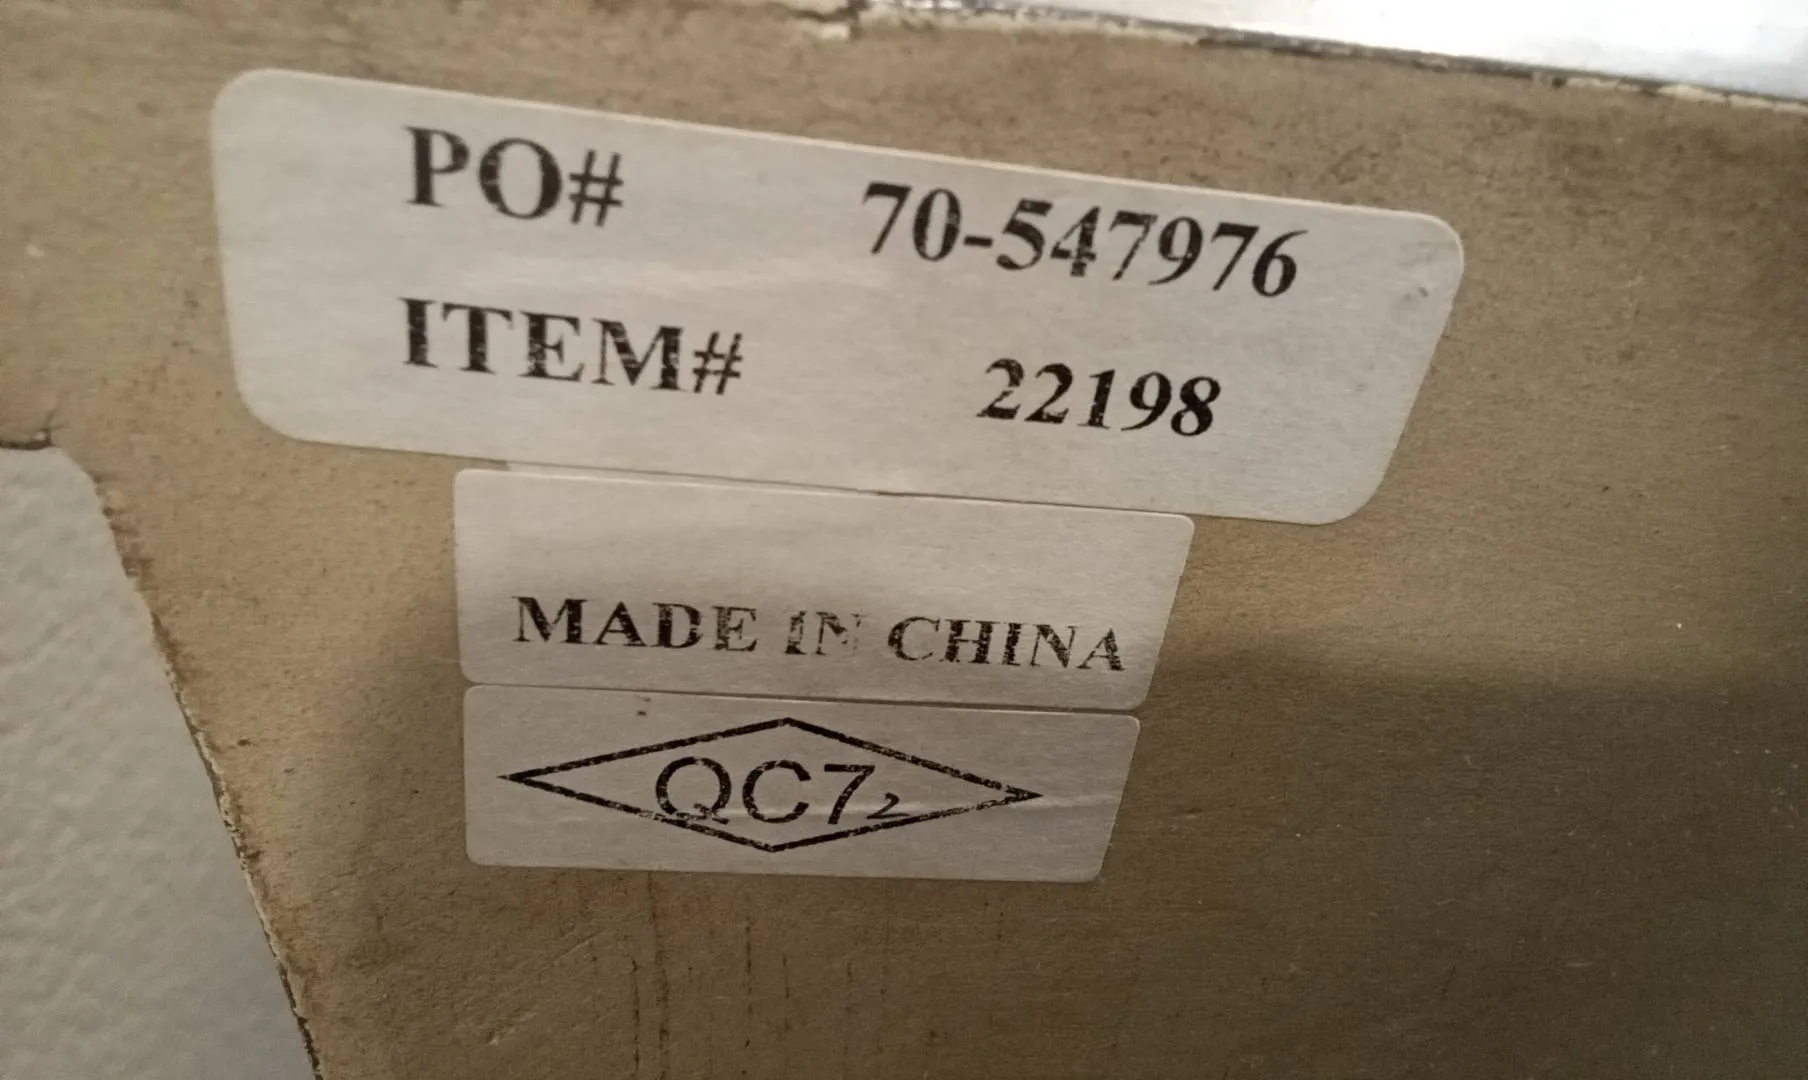 PO# 70-547976
ITEM# 22198
MADE IN CHINA
QC72